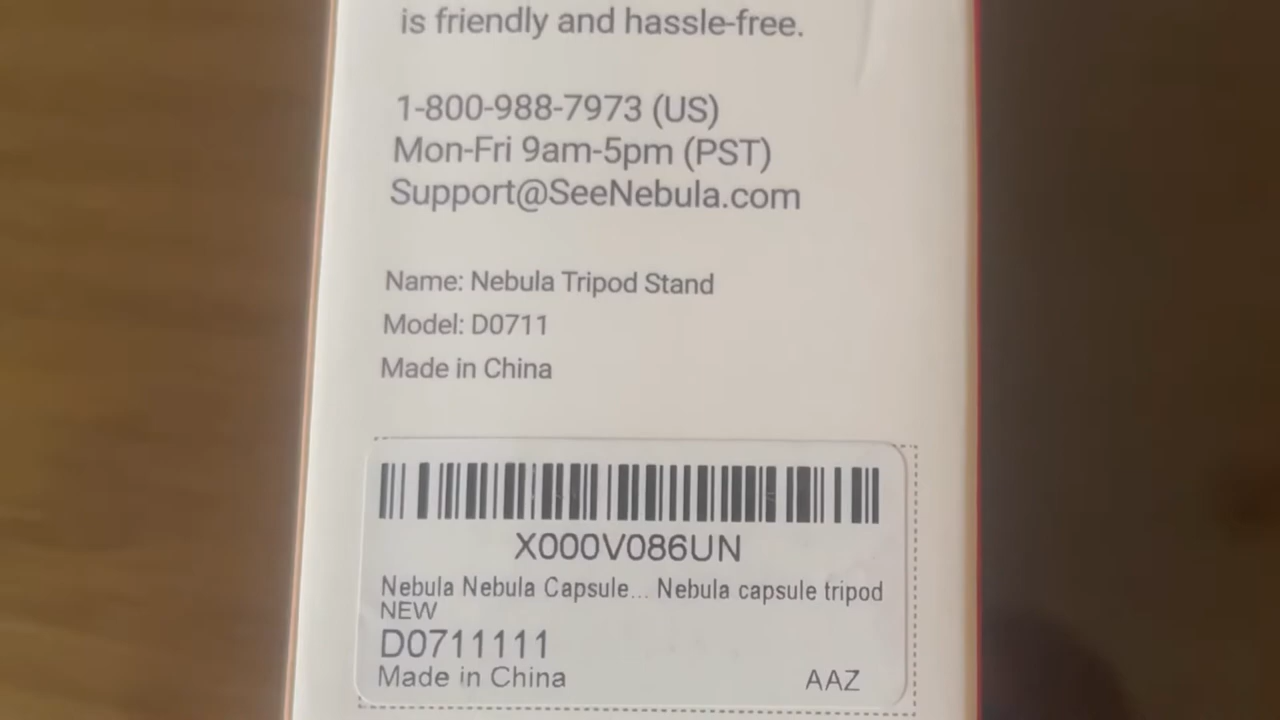 is friendly and hassle-free.
1-800-988-7973 (US)
Mon-Fri 9am-5pm (PST)
Support@SeeNebula.com
Name: Nebula Tripod Stand
Model: D0711
Made in China
X000V086UN
Nebula Nebula Capsule... Nebula capsule tripod
NEW
D0711111
Made in China AAZ